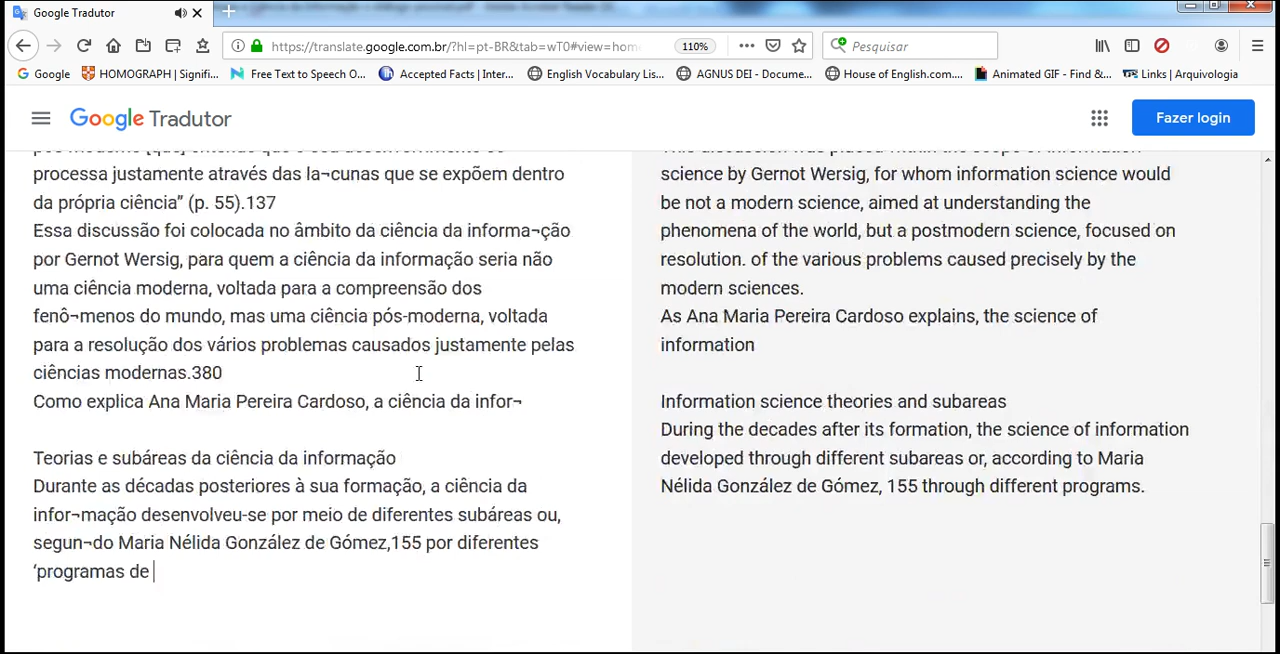 Google Tradutor
https://translate.google.com.br/?hl=pt-BR&tab=wT0#view=hom
110%
Pesquisar
Google
HOMOGRAPH | Signifi...
Free Text to Speech O...
Accepted Facts | Inter...
English Vocabulary Lis...
AGNUS DEI - Docume...
House of English.com....
Animated GIF - Find &...
Links | Arquivologia
Google Tradutor
Fazer login
processa justamente através das la¬cunas que se expõem dentro
da própria ciência” (p. 55).137
Essa discussão foi colocada no âmbito da ciência da informa¬ção
por Gernot Wersig, para quem a ciência da informação seria não
uma ciência moderna, voltada para a compreensão dos
fenô¬menos do mundo, mas uma ciência pós-moderna, voltada
para a resolução dos vários problemas causados justamente pelas
ciências modernas.380
Como explica Ana Maria Pereira Cardoso, a ciência da infor¬
Teorias e subáreas da ciência da informação
Durante as décadas posteriores à sua formação, a ciência da
infor¬mação desenvolveu-se por meio de diferentes subáreas ou,
segun¬do Maria Nélida González de Gómez,155 por diferentes
‘programas de
This discussion was placed within the scope of information
science by Gernot Wersig, for whom information science would
be not a modern science, aimed at understanding the
phenomena of the world, but a postmodern science, focused on
resolution. of the various problems caused precisely by the
modern sciences.
As Ana Maria Pereira Cardoso explains, the science of
information
Information science theories and subareas
During the decades after its formation, the science of information
developed through different subareas or, according to Maria
Nélida González de Gómez, 155 through different programs.